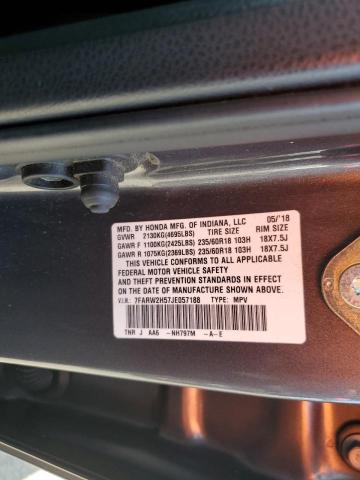 MFD. BY HONDA MFG. OF INDIANA, LLC 05/'18
GVWR 2130KG(4695LBS) TIRE SIZE RIM SIZE
GAWR F 1100KG(2425LBS) 235/60R18 103H 18X7.5J
GAWR R 1075KG(2369LBS) 235/60R18 103H 18X7.5J
THIS VEHICLE CONFORMS TO ALL APPLICABLE
FEDERAL MOTOR VEHICLE SAFETY
AND THEFT PREVENTION STANDARDS IN EFFECT
ON THE DATE OF MANUFACTURE SHOWN ABOVE.
V.I.N.: 7FARW2H57JE057188 TYPE: MPV
TNR J AA6 -NH797M -A-E